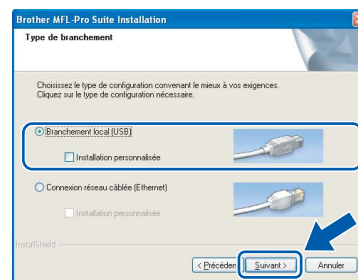 Brother MFL-Pro Suite Installation
Type de branchement
Choisissez le type de configuration convenant le mieux à vos exigences.
Cliquez sur le type de configuration nécessaire.
Branchement local (USB)
Installation personnalisée
Connexion réseau câblée (Ethernet)
Installation personnalisée
InstallShield
< Précéden
Suivant >
Annuler